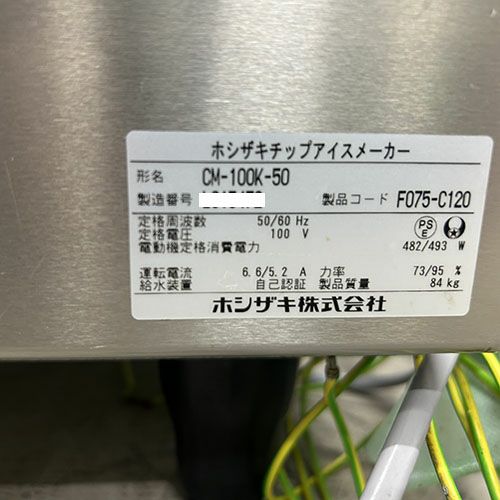 ホシザキチップアイスメーカー
形名 CM-100K-50
製造番号 製品コード F075-C120
定格周波数 50/60 Hz
定格電圧 100 V
電動機定格消費電力 482/493 W
PS E
運転電流 6.6/5.2 A 力率 73/95 %
給水装置 自己認証 製品質量 84 kg
ホシザキ株式会社